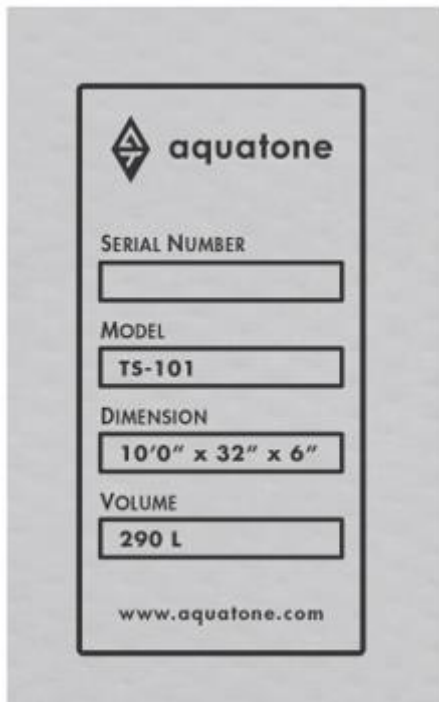 aquatone
SERIAL NUMBER
MODEL
TS-101
DIMENSION
10'0" x 32" x 6"
VOLUME
290 L
www.aquatone.com